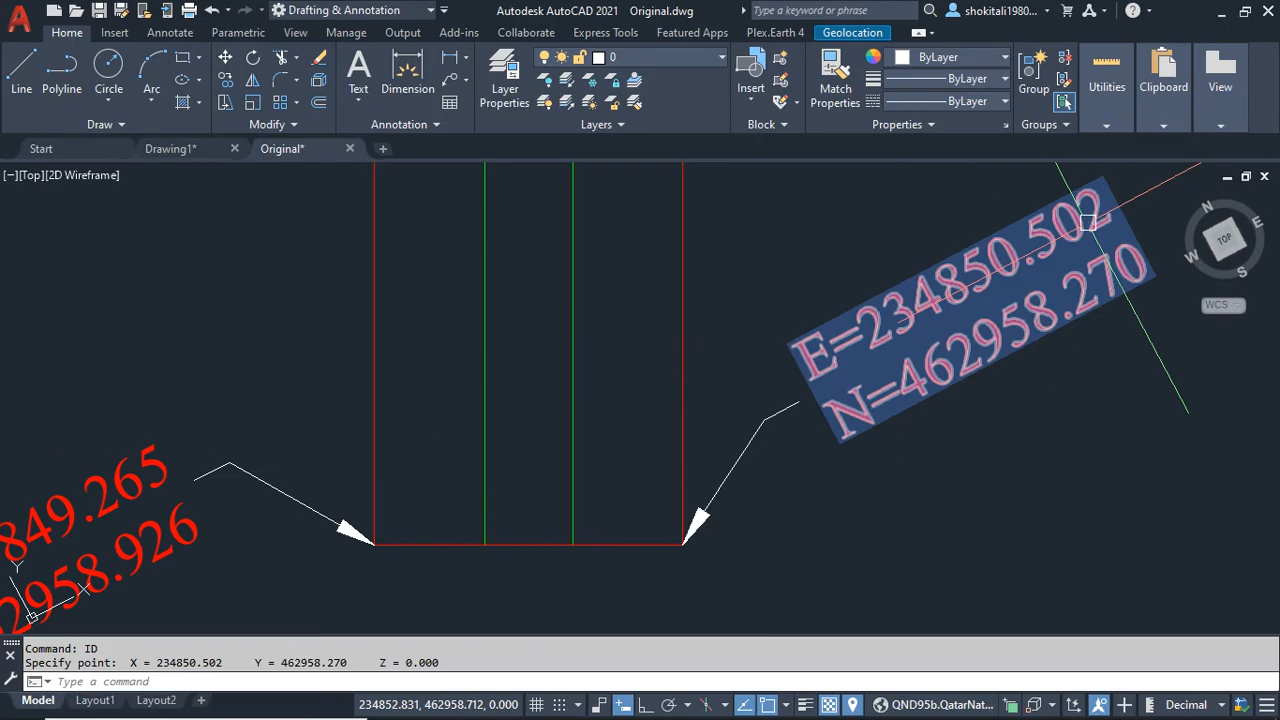 Drafting & Annotation
Autodesk AutoCAD 2021 Original.dwg
Type a keyword or phrase
shokitali1980...
Home Insert Annotate Parametric View Manage Output Add-ins Collaborate Express Tools Featured Apps Plex.Earth 4 Geolocation
Line Polyline Circle Arc
Text Dimension
Layer Properties
0
Insert
Match Properties
ByLayer
ByLayer
ByLayer
Group
Utilities
Clipboard
View
Draw Modify Annotation Layers Block Properties Groups
Start Drawing1* Original*
[−][Top][2D Wireframe]
N
E
W
S
TOP
WCS
E=234850.502
N=462958.270
849.265
2958.926
Y
X
Command: ID
Specify point: X = 234850.502 Y = 462958.270 Z = 0.000
Type a command
Model Layout1 Layout2
234852.831, 462958.712, 0.000
QND95b.QatarNat...
Decimal